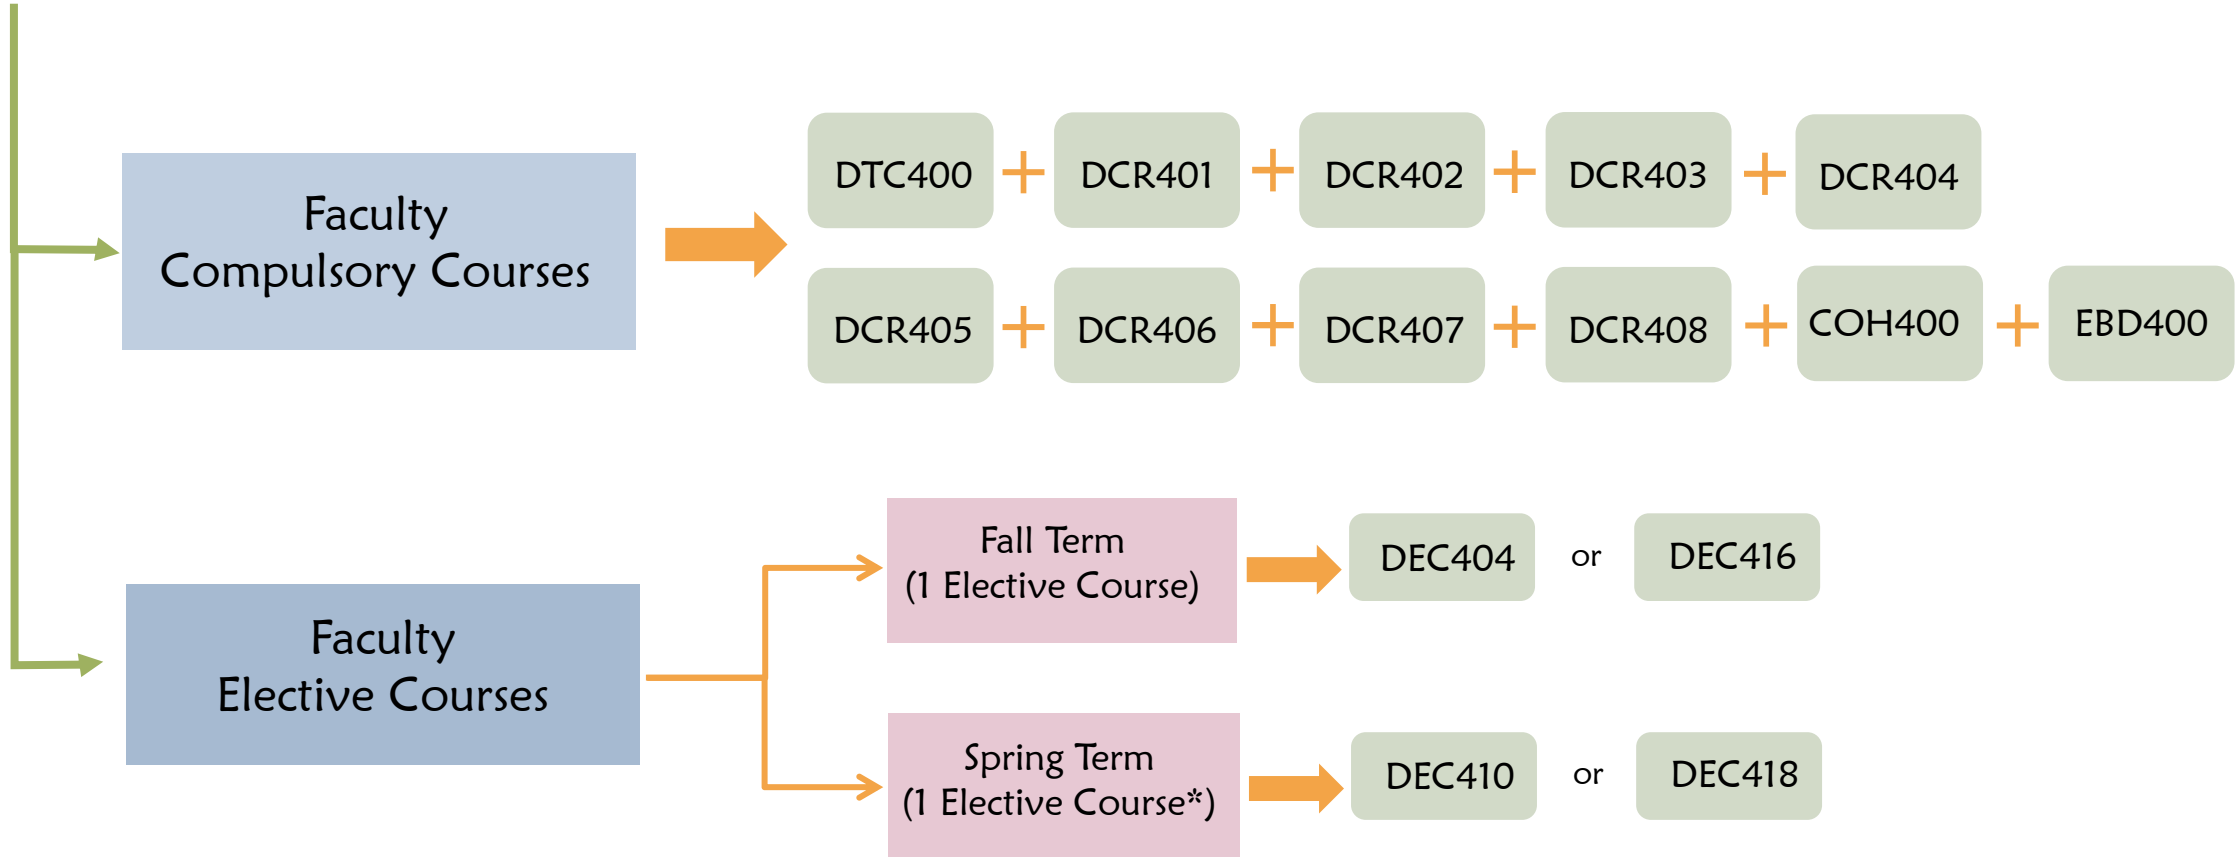 Faculty
Compulsory Courses
DTC400 + DCR401 + DCR402 + DCR403 + DCR404
DCR405 + DCR406 + DCR407 + DCR408 + COH400 + EBD400
Faculty
Elective Courses
Fall Term
(1 Elective Course)
DEC404 or DEC416
Spring Term
(1 Elective Course*)
DEC410 or DEC418